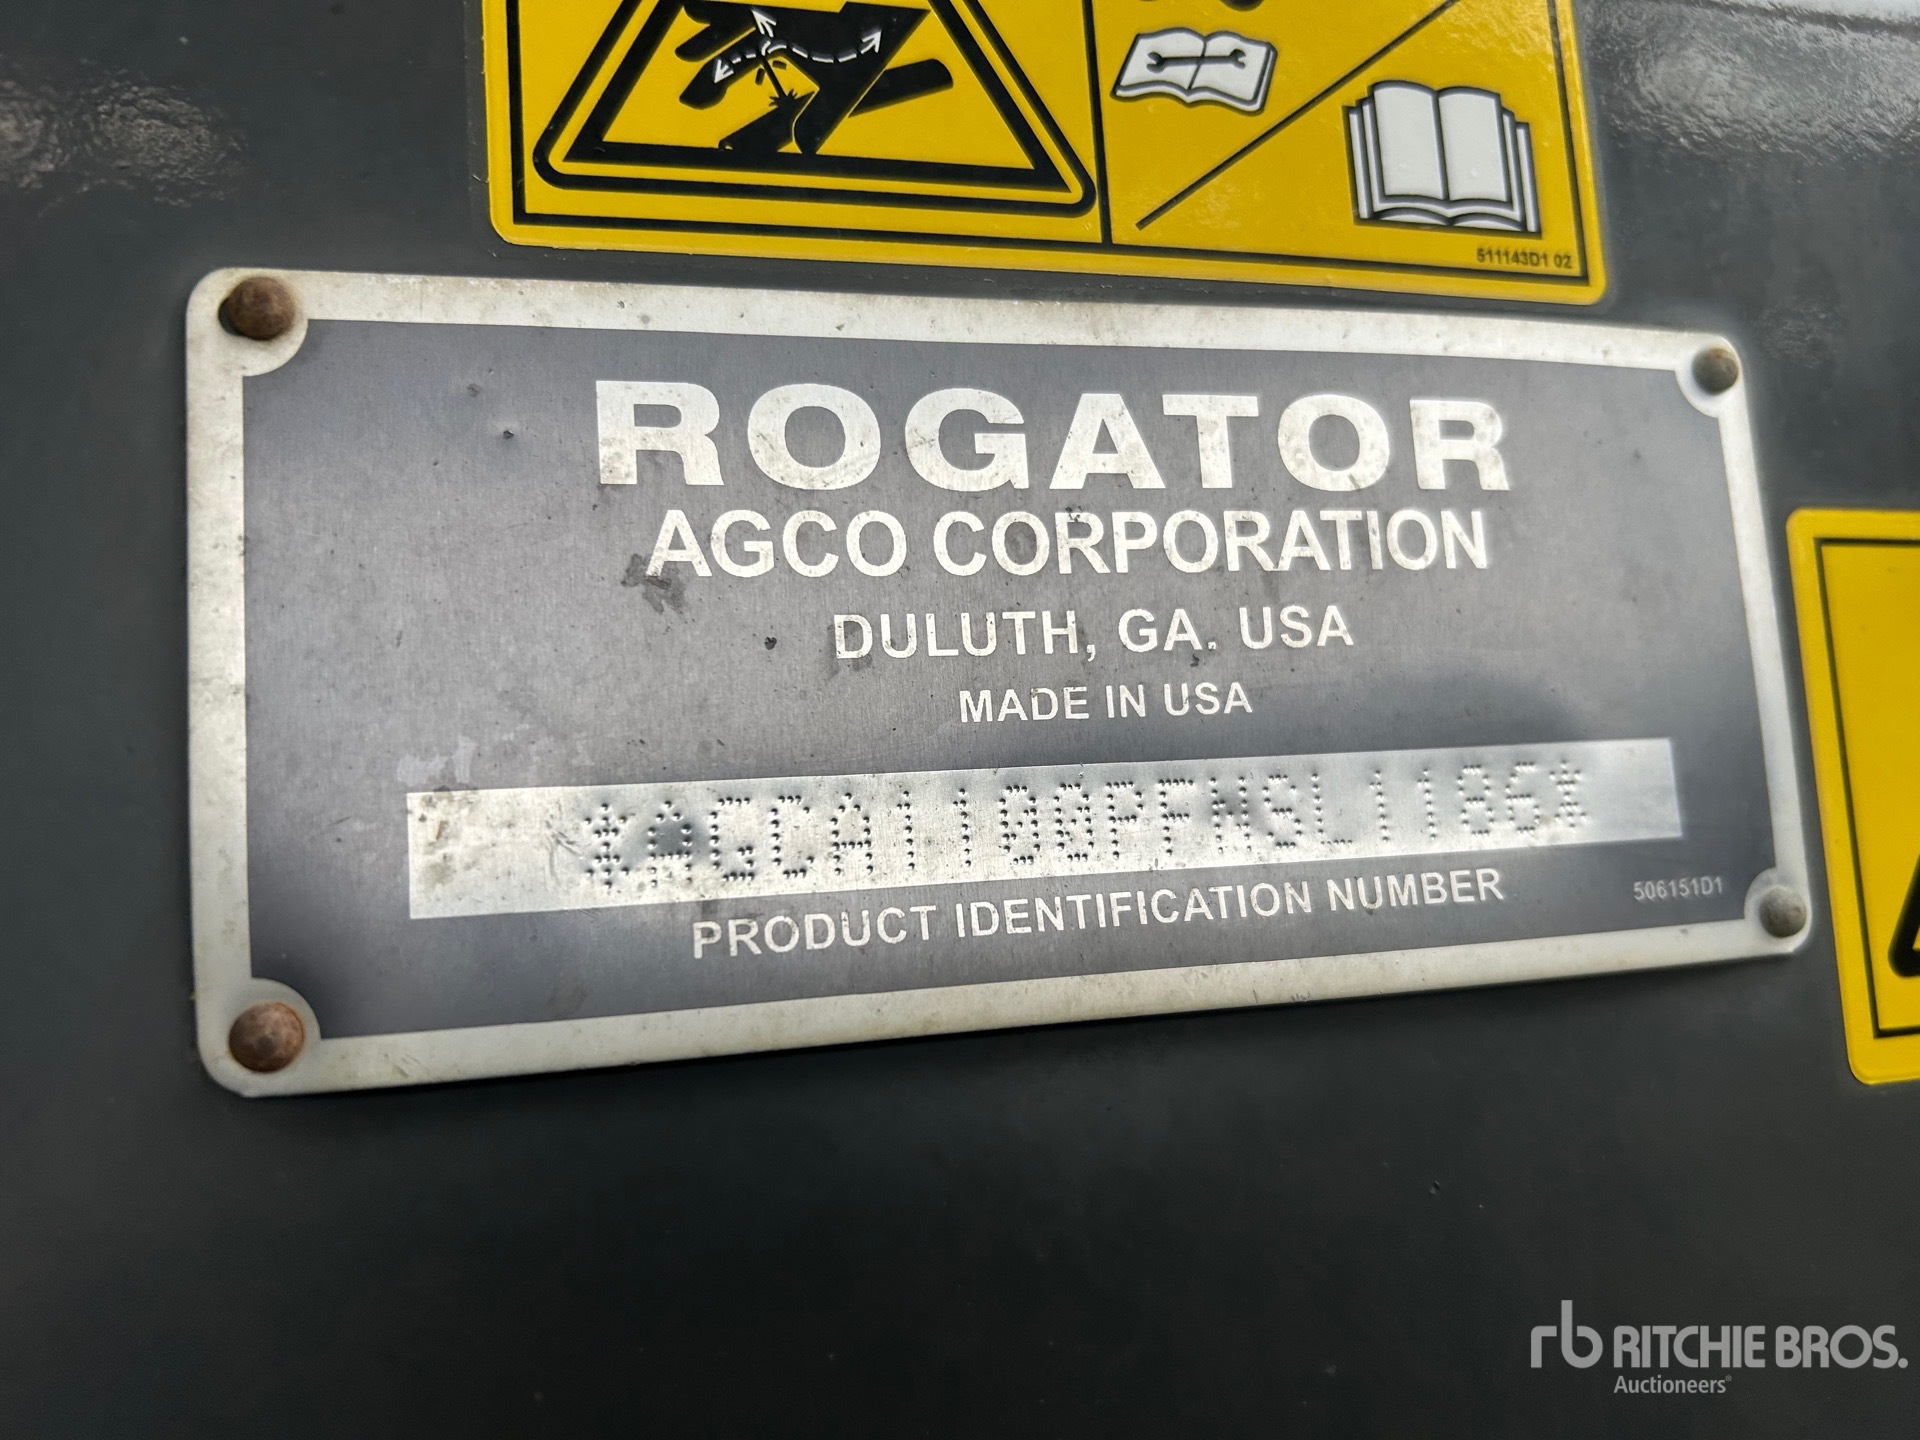 511143D1 02
ROGATOR
AGCO CORPORATION
DULUTH, GA. USA
MADE IN USA
*AGCA1100PFNSL1186*
PRODUCT IDENTIFICATION NUMBER
506151D1
rb RITCHIE BROS.
Auctioneers®